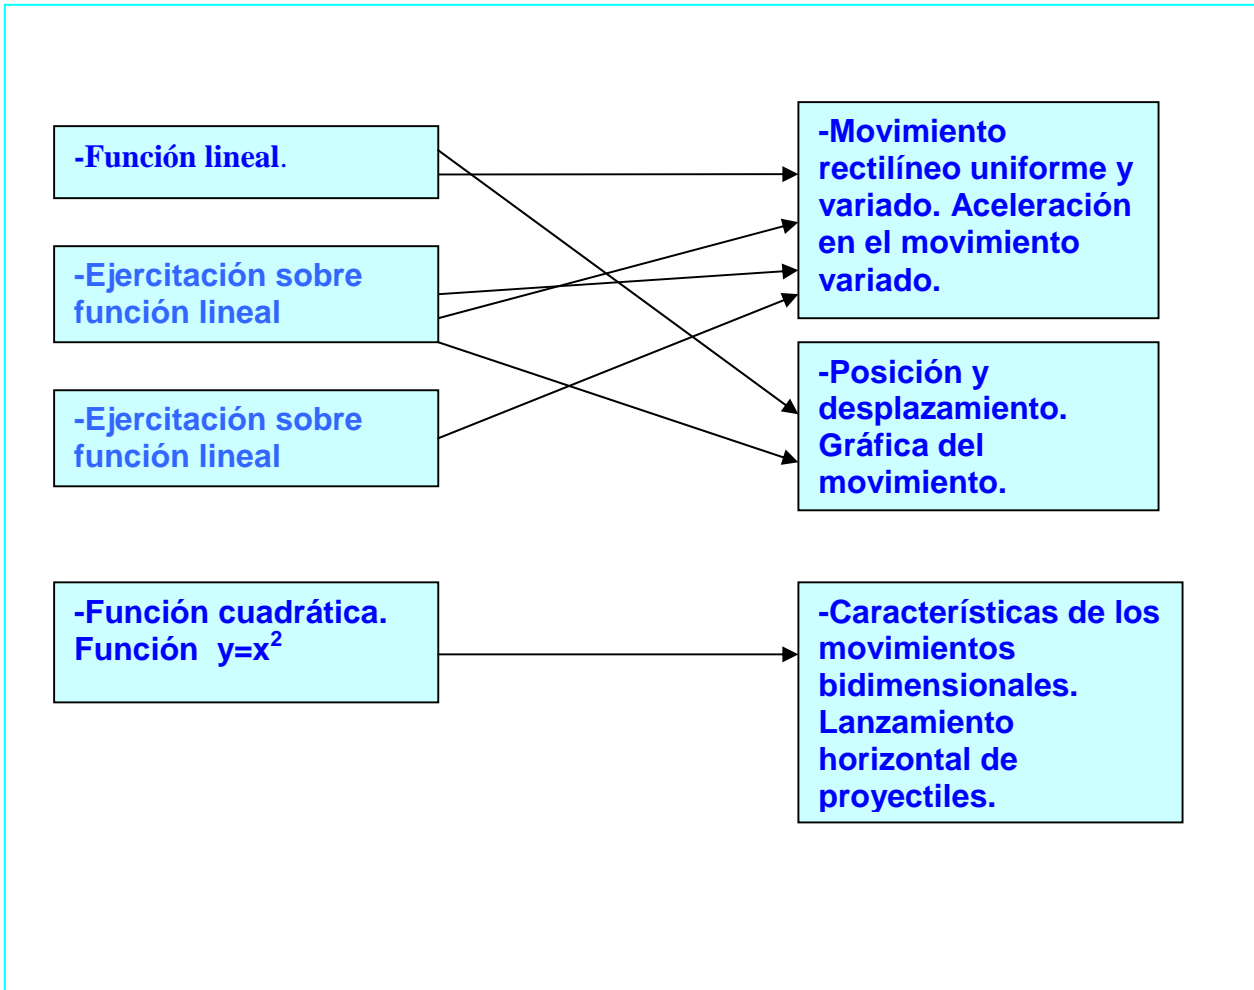 -Función lineal.
-Ejercitación sobre
función lineal
-Ejercitación sobre
función lineal
-Función cuadrática.
Función y=x²
-Movimiento
rectilíneo uniforme y
variado. Aceleración
en el movimiento
variado.
-Posición y
desplazamiento.
Gráfica del
movimiento.
-Características de los
movimientos
bidimensionales.
Lanzamiento
horizontal de
proyectiles.